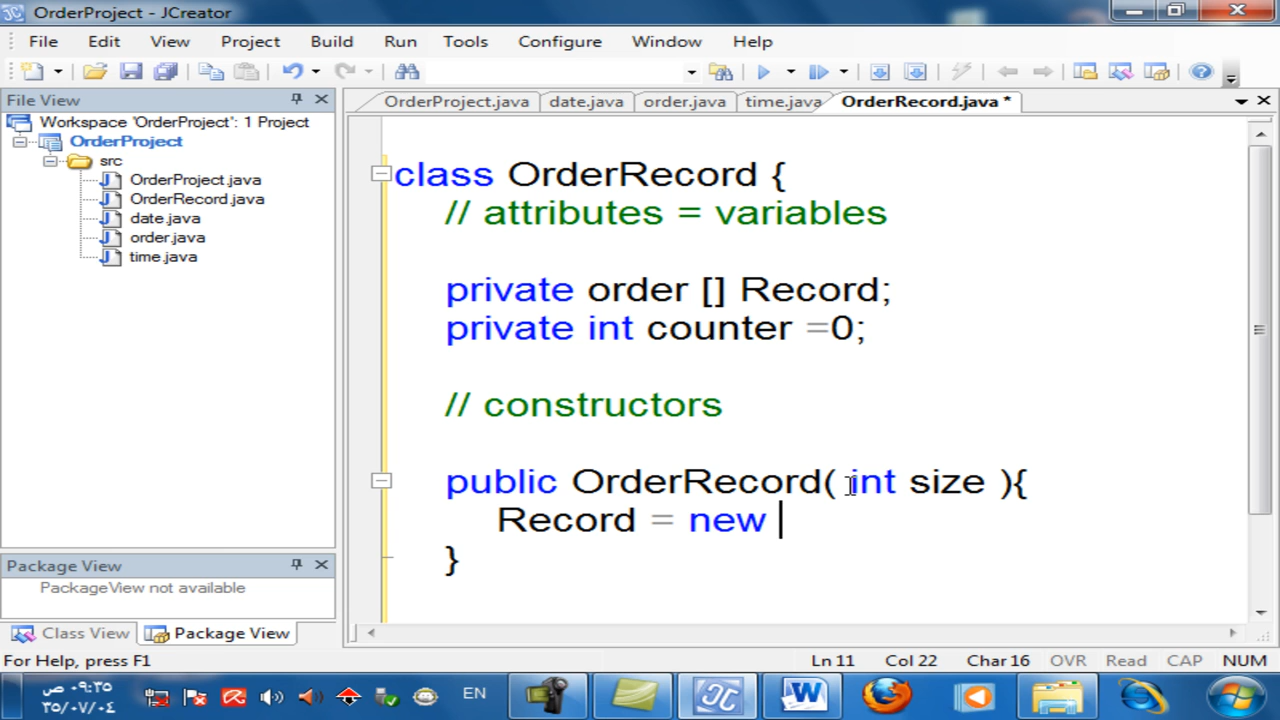 OrderProject - JCreator
File Edit View Project Build Run Tools Configure Window Help
File View
Workspace 'OrderProject': 1 Project
OrderProject
src
OrderProject.java
OrderRecord.java
date.java
order.java
time.java
OrderProject.java date.java order.java time.java OrderRecord.java *
class OrderRecord {
// attributes = variables
private order [] Record;
private int counter =0;
// constructors
public OrderRecord( int size ){
Record = new
}
Package View
PackageView not available
Class View Package View
For Help, press F1
Ln 11 Col 22 Char 16 OVR Read CAP NUM
٠٩:٣٥ ص
٣٥/٠٧/٠٤
EN